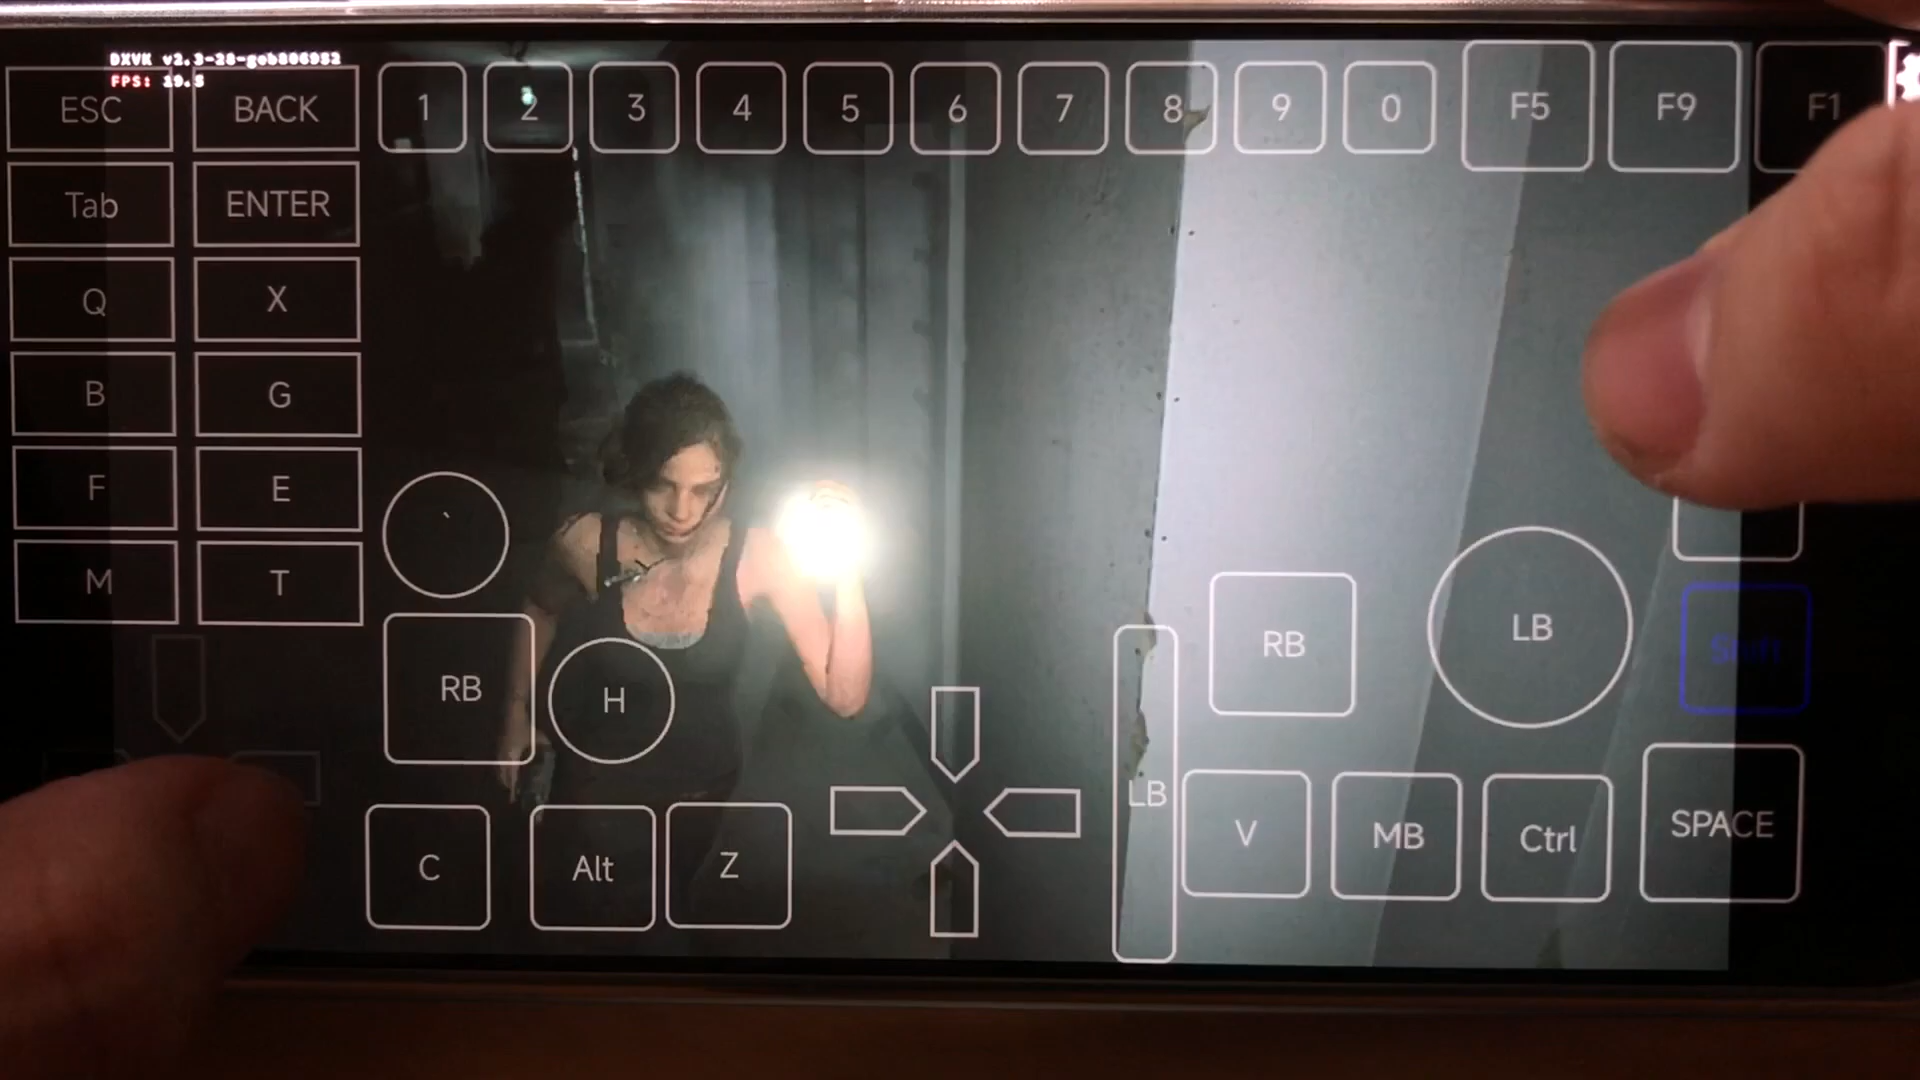 DXVK v2.3-28-geb806952
FPS: 19.5
ESC BACK 1 2 3 4 5 6 7 8 9 0 F5 F9 F1
Tab ENTER
Q X
B G
F E
M T
`
RB H RB LB Shift
LB
C Alt Z V MB Ctrl SPACE